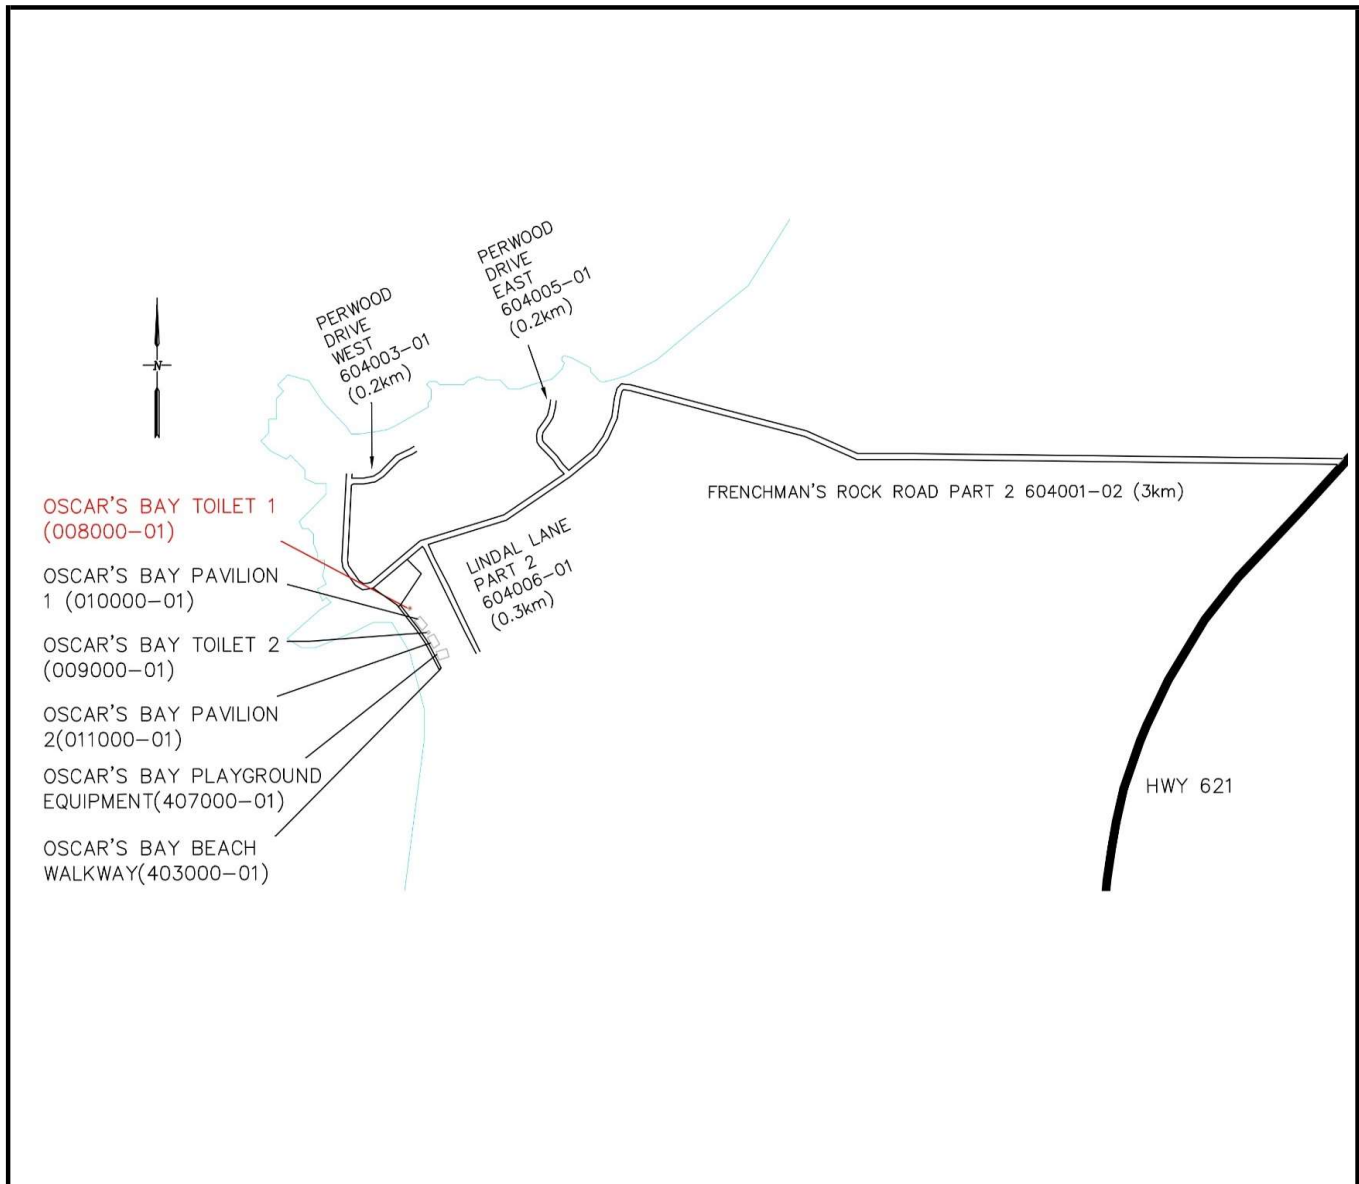 PERWOOD
DRIVE
EAST
604005-01
(0.2km)
PERWOOD
DRIVE
WEST
604003-01
(0.2km)
N
OSCAR'S BAY TOILET 1
(008000-01)
FRENCHMAN'S ROCK ROAD PART 2 604001-02 (3km)
LINDAL LANE
PART 2
604006-01
(0.3km)
OSCAR'S BAY PAVILION
1 (010000-01)
OSCAR'S BAY TOILET 2
(009000-01)
OSCAR'S BAY PAVILION
2(011000-01)
OSCAR'S BAY PLAYGROUND
EQUIPMENT(407000-01)
HWY 621
OSCAR'S BAY BEACH
WALKWAY(403000-01)